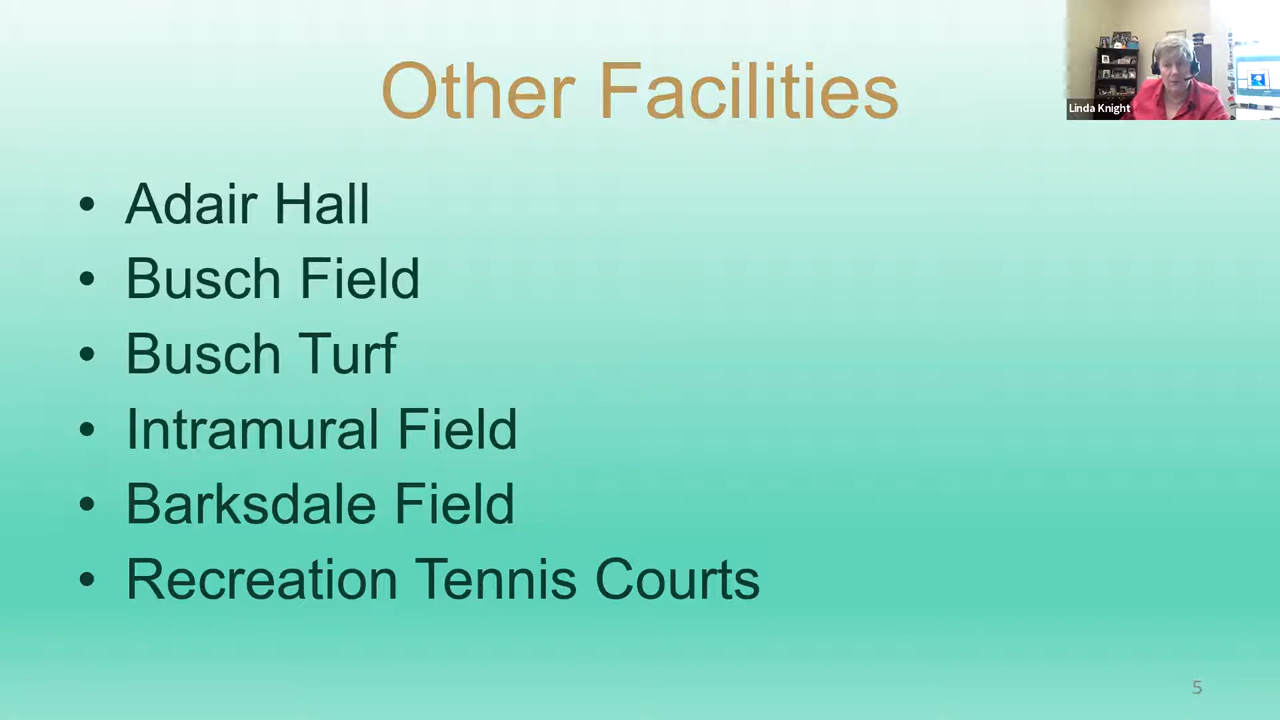 Other Facilities
Linda Knight
• Adair Hall
• Busch Field
• Busch Turf
• Intramural Field
• Barksdale Field
• Recreation Tennis Courts
5